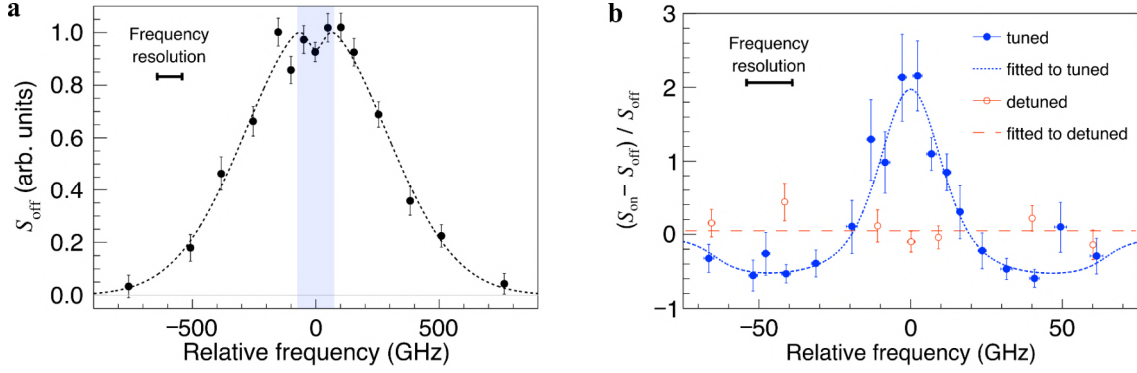 a
Frequency
resolution
S_off (arb. units)
1.0
0.8
0.6
0.4
0.2
0.0
−500
0
500
Relative frequency (GHz)
b
Frequency
resolution
tuned
fitted to tuned
detuned
fitted to detuned
(S_on − S_off) / S_off
3
2
1
0
−1
−50
0
50
Relative frequency (GHz)